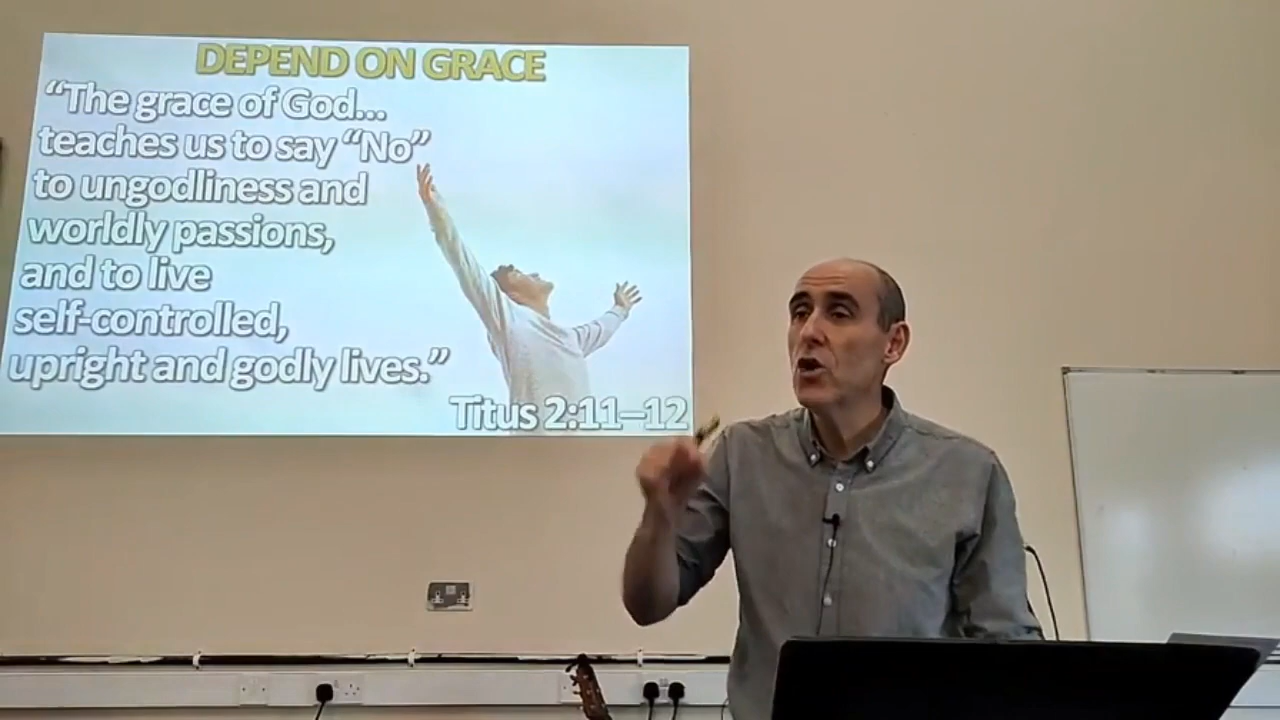 DEPEND ON GRACE
“The grace of God...
teaches us to say “No”
to ungodliness and
worldly passions,
and to live
self-controlled,
upright and godly lives.”
Titus 2:11–12